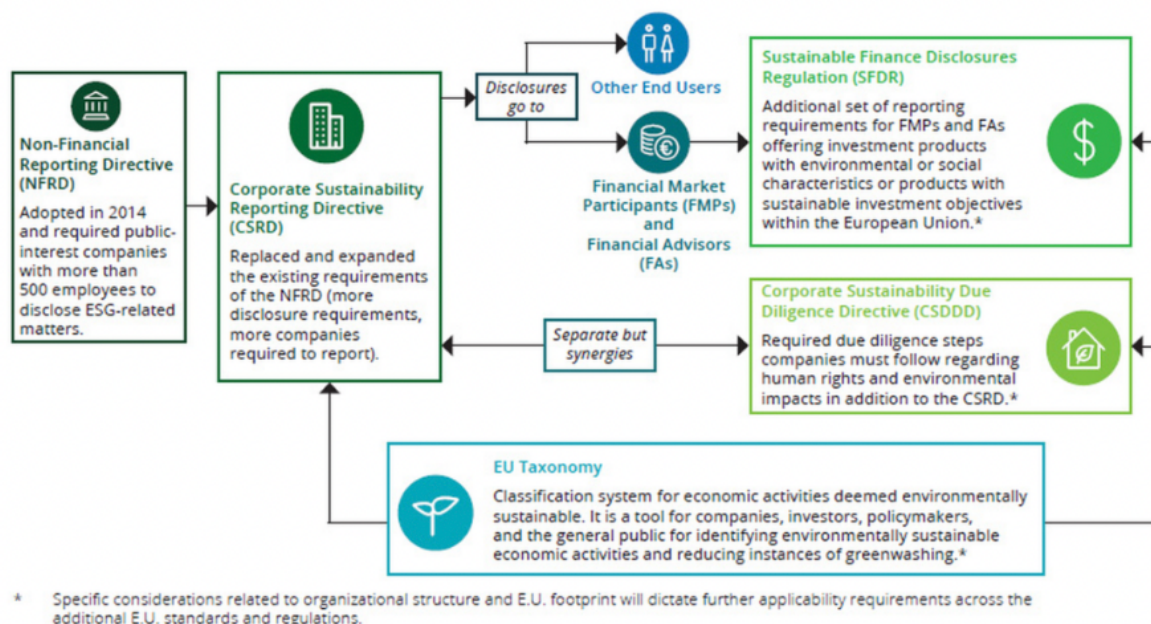 Non-Financial
Reporting Directive
(NFRD)
Adopted in 2014
and required public-
interest companies
with more than
500 employees to
disclose ESG-related
matters.
Corporate Sustainability
Reporting Directive
(CSRD)
Replaced and expanded
the existing requirements
of the NFRD (more
disclosure requirements,
more companies
required to report).
Disclosures
go to
Other End Users
Financial Market
Participants (FMPs)
and
Financial Advisors
(FAs)
Sustainable Finance Disclosures
Regulation (SFDR)
Additional set of reporting
requirements for FMPs and FAs
offering investment products
with environmental or social
characteristics or products with
sustainable investment objectives
within the European Union.*
Separate but
synergies
Corporate Sustainability Due
Diligence Directive (CSDDD)
Required due diligence steps
companies must follow regarding
human rights and environmental
impacts in addition to the CSRD.*
EU Taxonomy
Classification system for economic activities deemed environmentally
sustainable. It is a tool for companies, investors, policymakers,
and the general public for identifying environmentally sustainable
economic activities and reducing instances of greenwashing.*
* Specific considerations related to organizational structure and E.U. footprint will dictate further applicability requirements across the
additional E.U. standards and regulations.